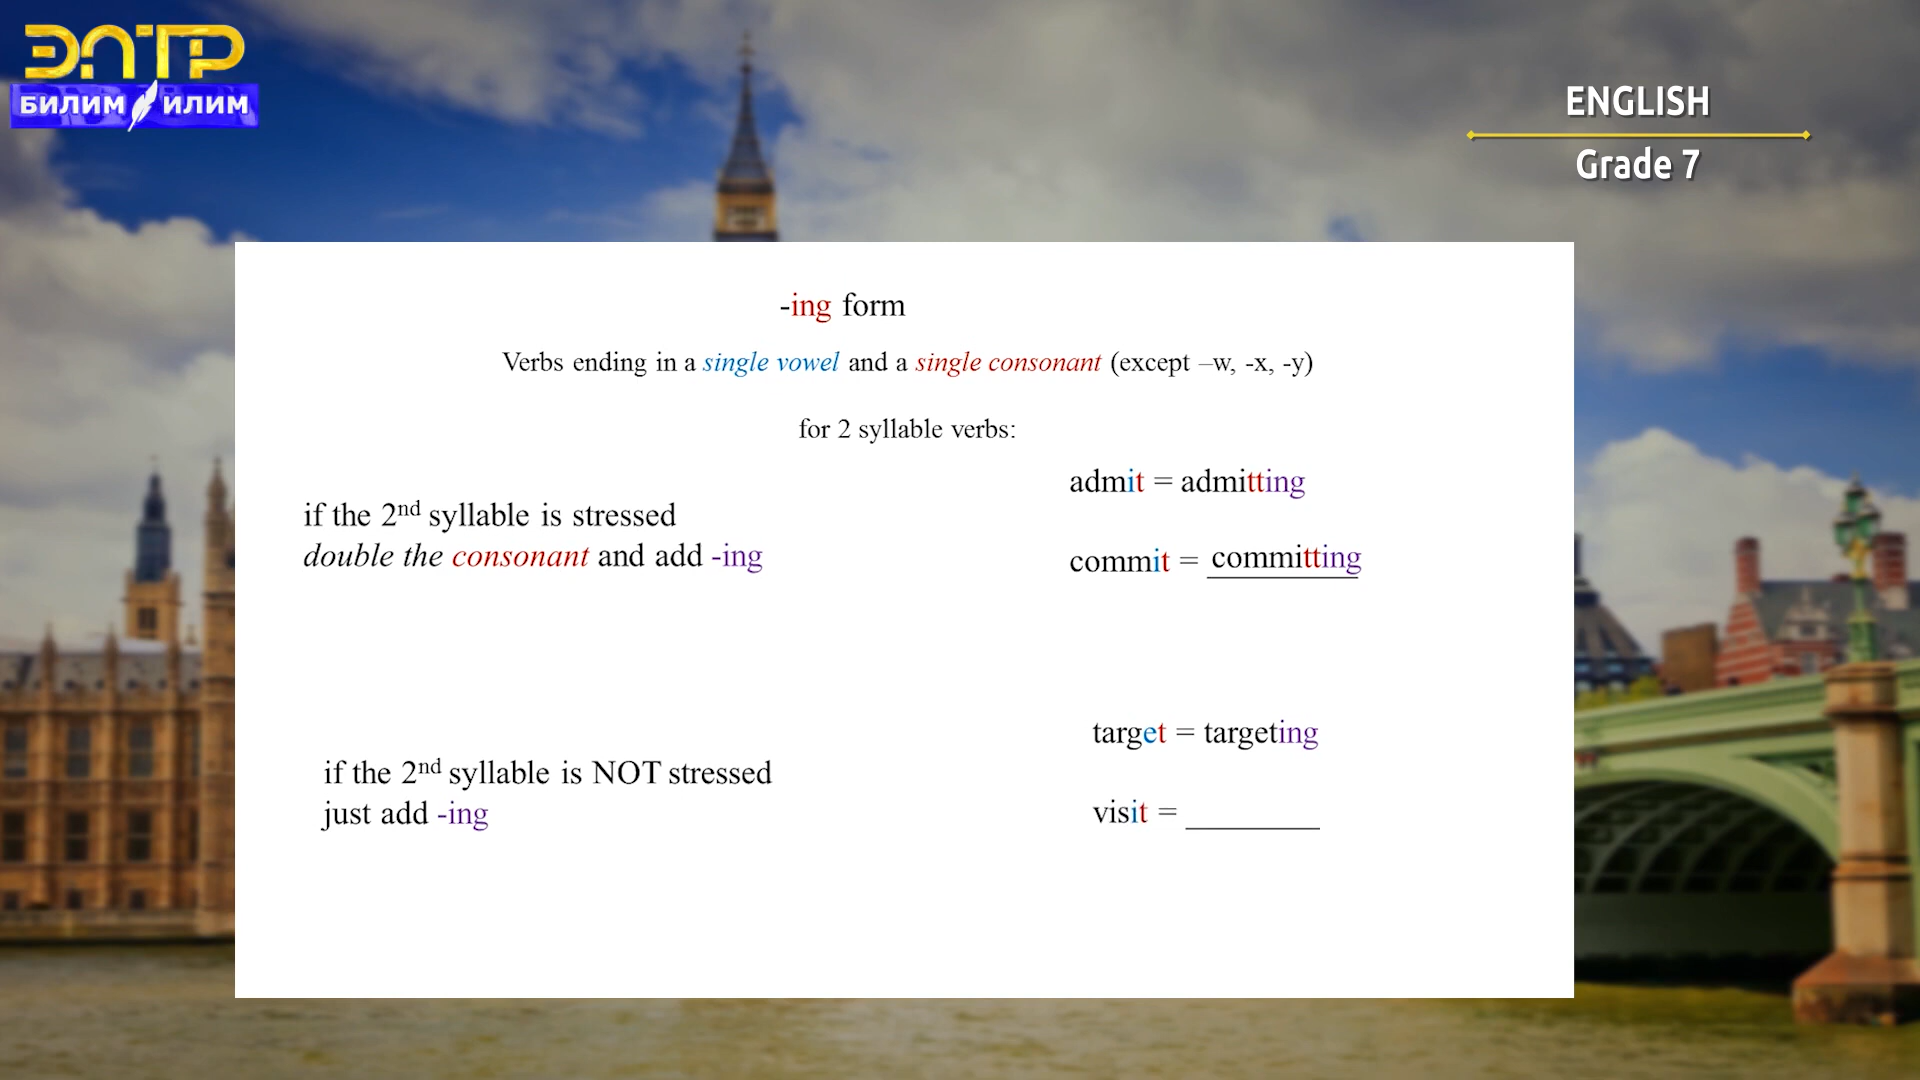 ЭЛТР
БИЛИМ ИЛИМ
ENGLISH
Grade 7
-ing form
Verbs ending in a single vowel and a single consonant (except –w, -x, -y)
for 2 syllable verbs:
if the 2nd syllable is stressed
double the consonant and add -ing
admit = admitting
commit = committing
if the 2nd syllable is NOT stressed
just add -ing
target = targeting
visit = __________